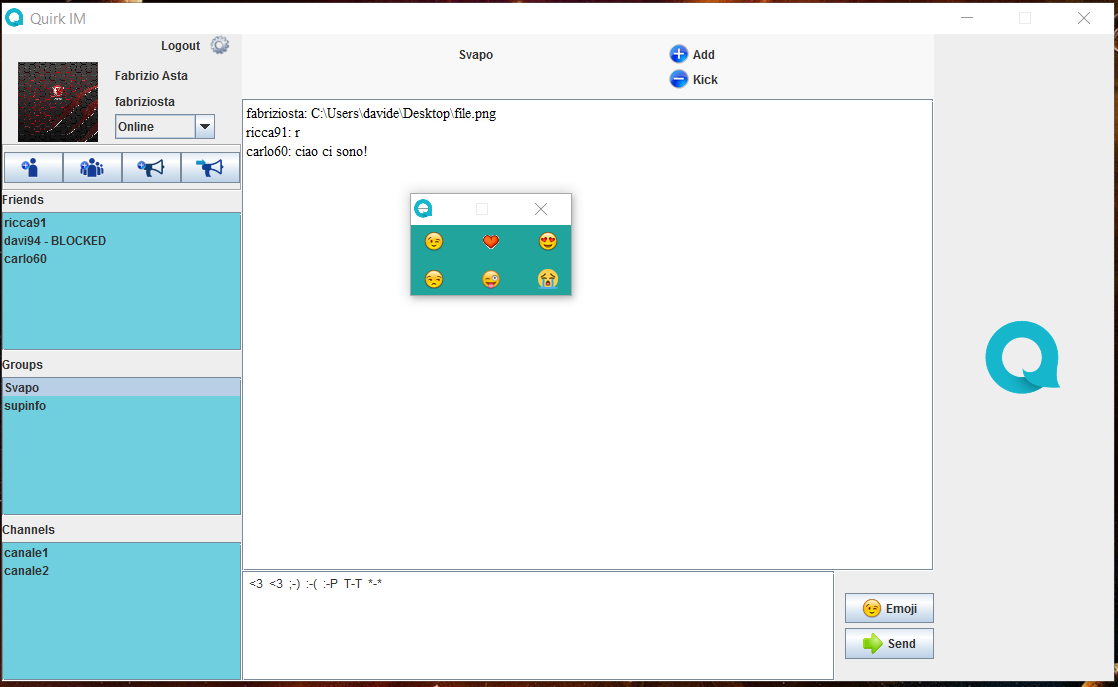 Quirk IM
Logout
Fabrizio Asta
fabriziosta
Online
Friends
ricca91
davi94 - BLOCKED
carlo60
Groups
Svapo
supinfo
Channels
canale1
canale2
Svapo
Add
Kick
fabriziosta: C:\Users\davide\Desktop\file.png
ricca91: r
carlo60: ciao ci sono!
<3 <3 ;-) :-( :-P T-T *-*
Emoji
Send